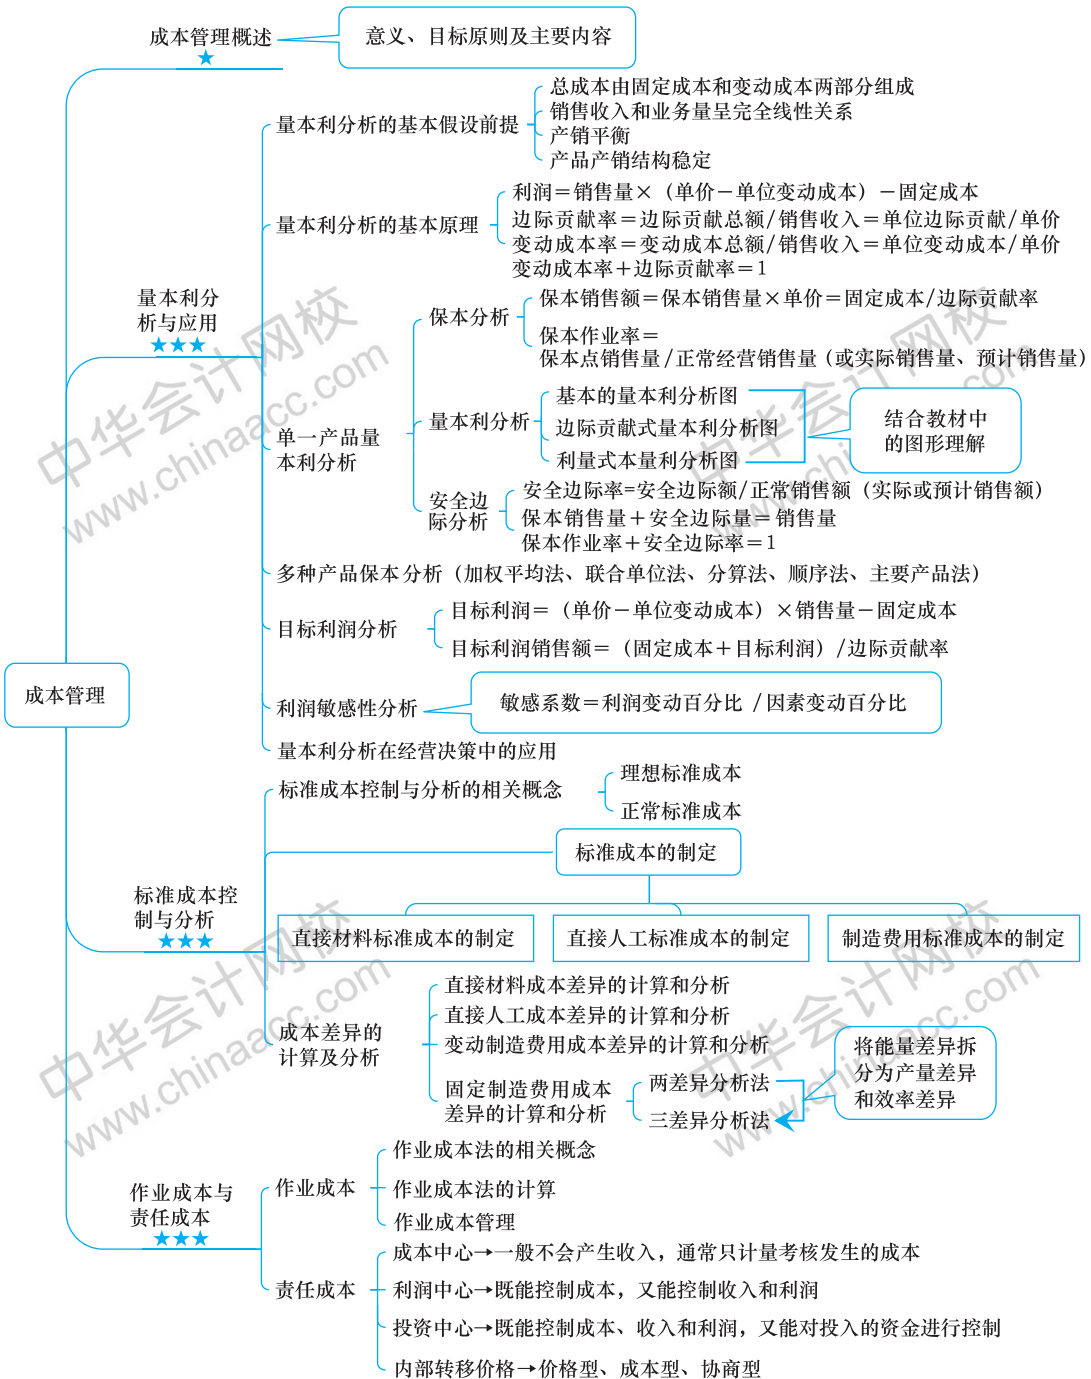 成本管理概述
★
意义、目标原则及主要内容
总成本由固定成本和变动成本两部分组成
销售收入和业务量呈完全线性关系
量本利分析的基本假设前提
产销平衡
产品产销结构稳定
利润＝销售量×（单价－单位变动成本）－固定成本
边际贡献率＝边际贡献总额/销售收入＝单位边际贡献/单价
量本利分析的基本原理
变动成本率＝变动成本总额/销售收入＝单位变动成本/单价
变动成本率＋边际贡献率＝1
量本利分
析与应用
★★★
保本销售额＝保本销售量×单价＝固定成本/边际贡献率
保本分析
保本作业率＝
保本点销售量/正常经营销售量（或实际销售量、预计销售量）
基本的量本利分析图
量本利分析
边际贡献式量本利分析图
利量式本量利分析图
结合教材中
的图形理解
单一产品量
本利分析
安全边
际分析
安全边际率=安全边际额/正常销售额（实际或预计销售额）
保本销售量＋安全边际量＝销售量
保本作业率＋安全边际率＝1
多种产品保本分析（加权平均法、联合单位法、分算法、顺序法、主要产品法）
目标利润＝（单价－单位变动成本）×销售量－固定成本
目标利润分析
目标利润销售额＝（固定成本＋目标利润）/边际贡献率
成本管理
利润敏感性分析
敏感系数＝利润变动百分比 /因素变动百分比
量本利分析在经营决策中的应用
标准成本控制与分析的相关概念
理想标准成本
正常标准成本
标准成本的制定
标准成本控
制与分析
★★★
直接材料标准成本的制定
直接人工标准成本的制定
制造费用标准成本的制定
直接材料成本差异的计算和分析
直接人工成本差异的计算和分析
成本差异的
计算及分析
变动制造费用成本差异的计算和分析
固定制造费用成本
差异的计算和分析
两差异分析法
三差异分析法
将能量差异拆
分为产量差异
和效率差异
作业成本法的相关概念
作业成本
作业成本法的计算
作业成本管理
作业成本与
责任成本
★★★
成本中心→一般不会产生收入，通常只计量考核发生的成本
责任成本
利润中心→既能控制成本，又能控制收入和利润
投资中心→既能控制成本、收入和利润，又能对投入的资金进行控制
内部转移价格→价格型、成本型、协商型
中华会计网校
www.chinaacc.com
中华会计网校
www.chinaacc.com
中华会计网校
www.chinaacc.com
中华会计网校
www.chinaacc.com